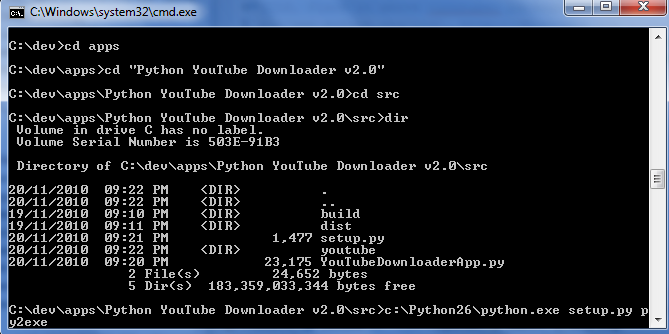 C:\Windows\system32\cmd.exe
C:\dev>cd apps
C:\dev\apps>cd "Python YouTube Downloader v2.0"
C:\dev\apps\Python YouTube Downloader v2.0>cd src
C:\dev\apps\Python YouTube Downloader v2.0\src>dir
Volume in drive C has no label.
Volume Serial Number is 503E-91B3
Directory of C:\dev\apps\Python YouTube Downloader v2.0\src
20/11/2010 09:22 PM <DIR> .
20/11/2010 09:22 PM <DIR> ..
19/11/2010 09:10 PM <DIR> build
19/11/2010 09:11 PM <DIR> dist
20/11/2010 09:21 PM 1,477 setup.py
20/11/2010 09:22 PM <DIR> youtube
20/11/2010 09:20 PM 23,175 YouTubeDownloaderApp.py
2 File(s) 24,652 bytes
5 Dir(s) 183,359,033,344 bytes free
C:\dev\apps\Python YouTube Downloader v2.0\src>c:\Python26\python.exe setup.py p
y2exe